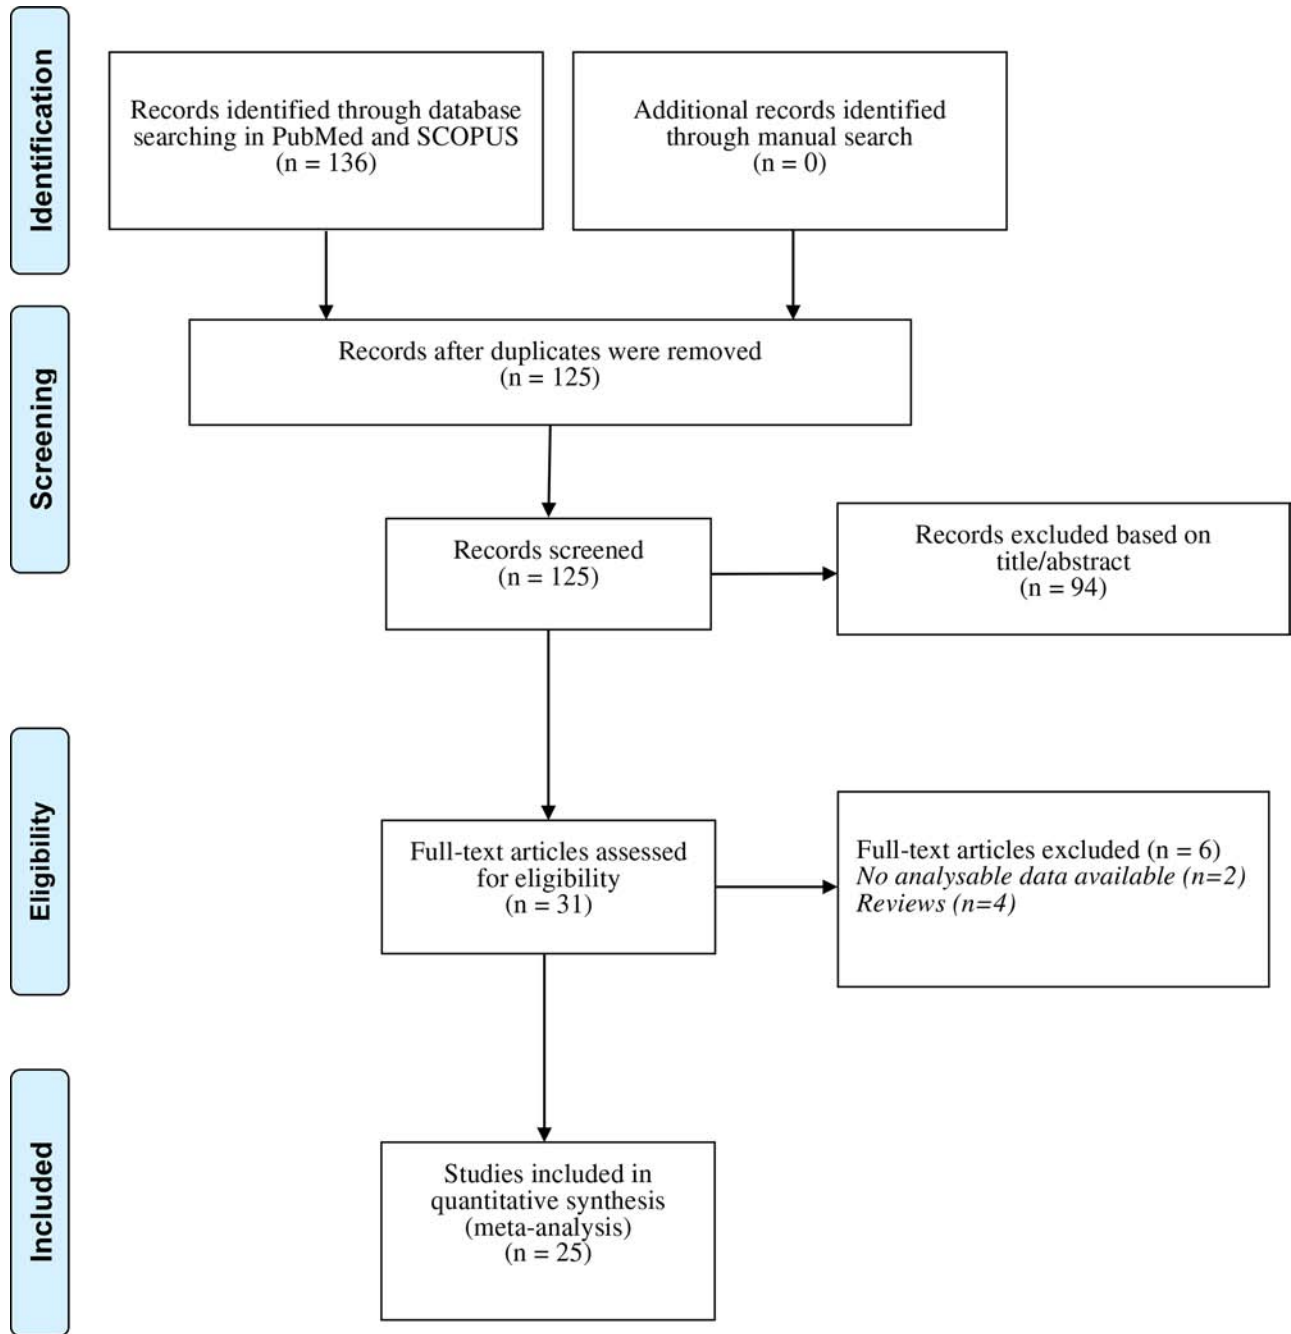 Identification
Records identified through database
searching in PubMed and SCOPUS
(n = 136)
Additional records identified
through manual search
(n = 0)
Screening
Records after duplicates were removed
(n = 125)
Records screened
(n = 125)
Records excluded based on
title/abstract
(n = 94)
Eligibility
Full-text articles assessed
for eligibility
(n = 31)
Full-text articles excluded (n = 6)
No analysable data available (n=2)
Reviews (n=4)
Included
Studies included in
quantitative synthesis
(meta-analysis)
(n = 25)